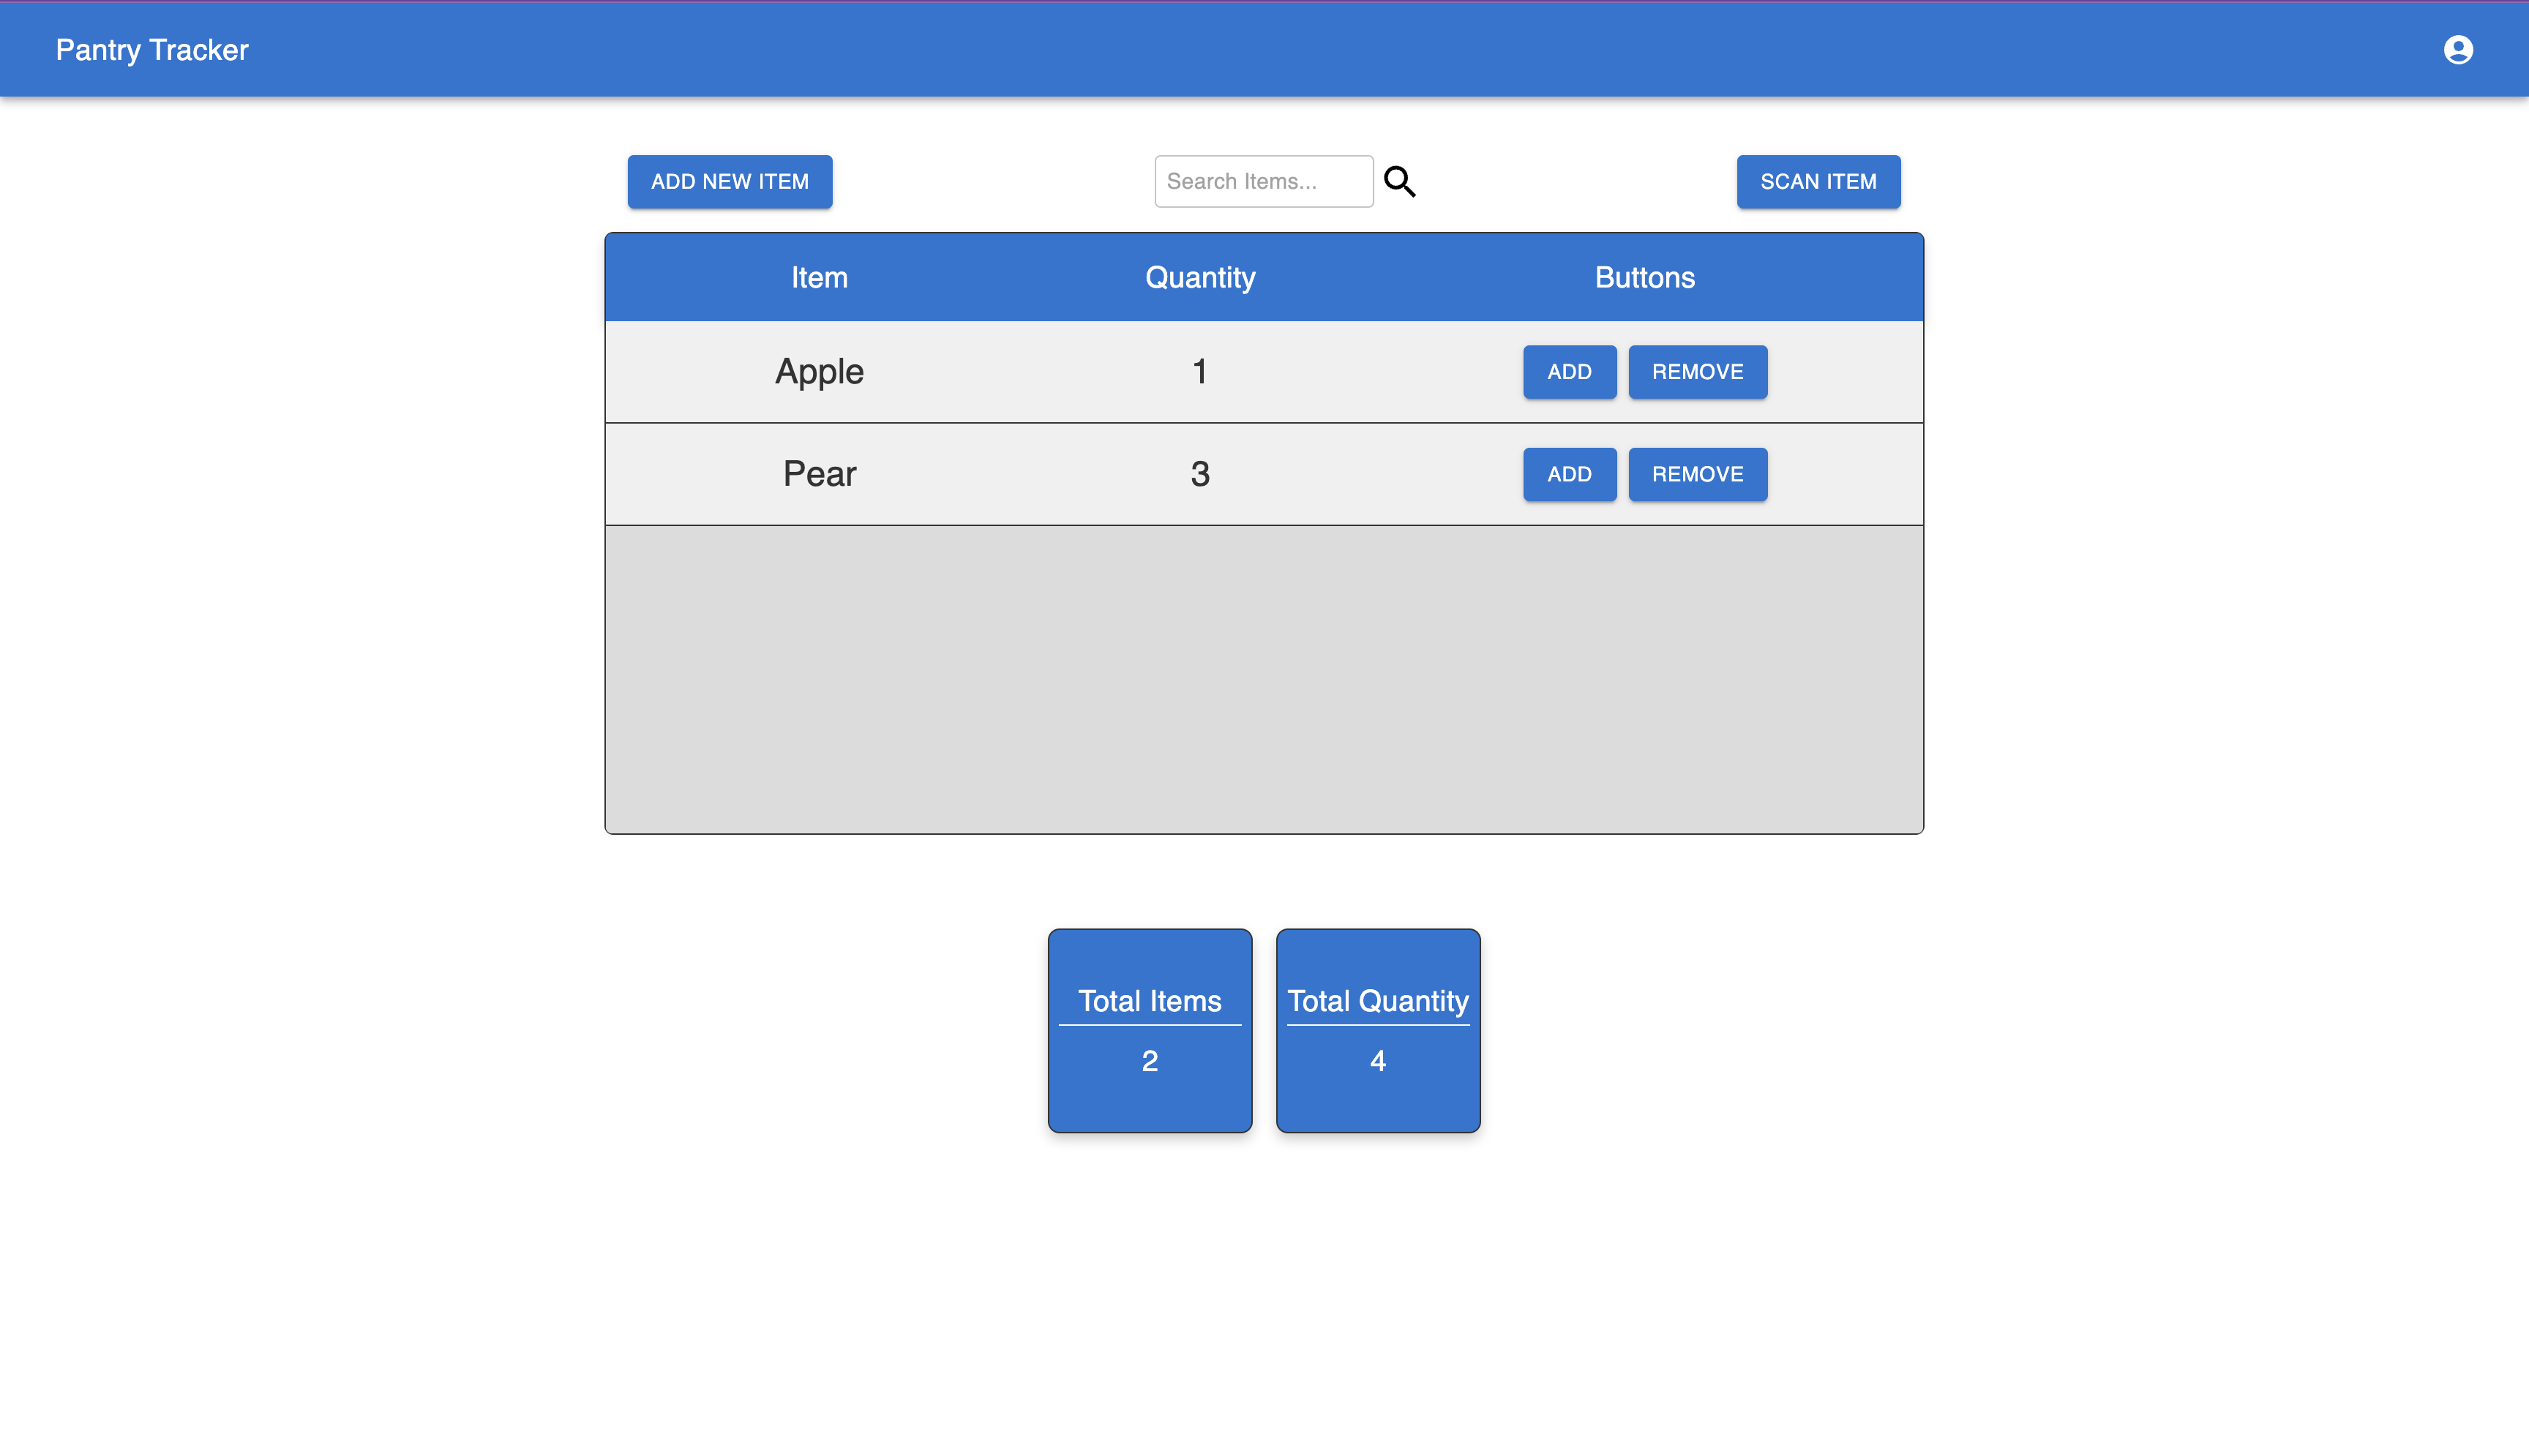 Pantry Tracker
ADD NEW ITEM Search Items... SCAN ITEM
Item Quantity Buttons
Apple 1 ADD REMOVE
Pear 3 ADD REMOVE
Total Items Total Quantity
2 4